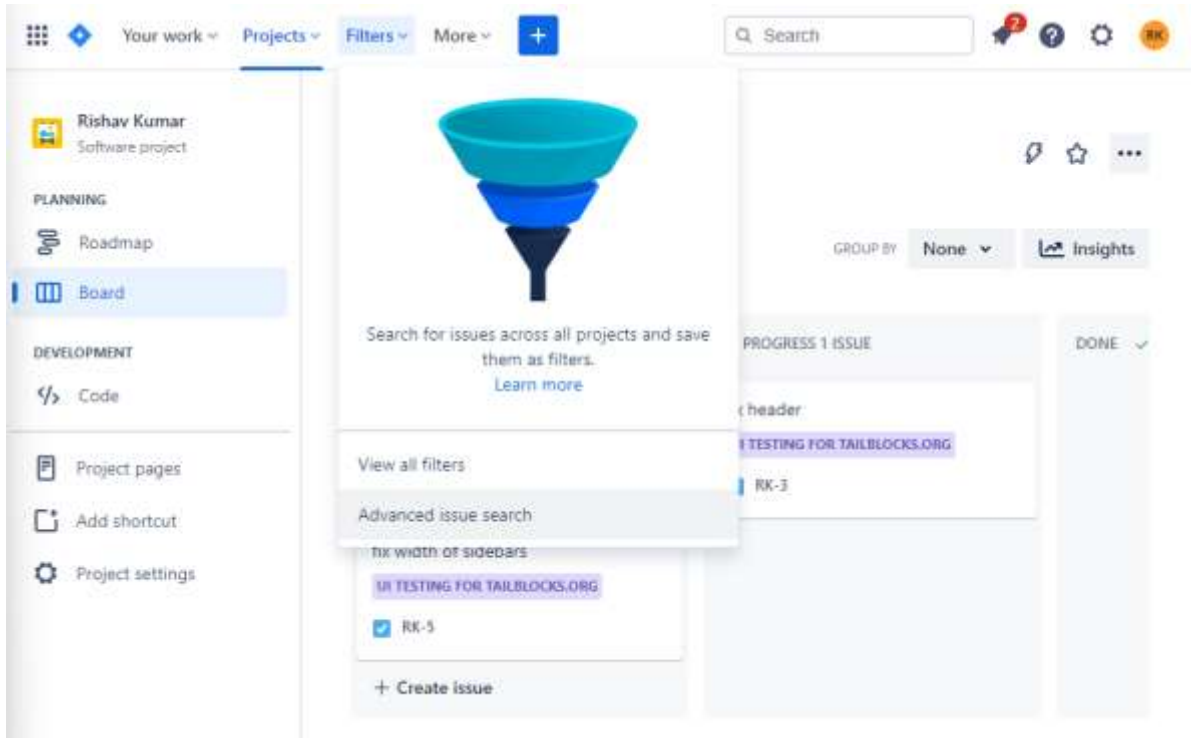 Your work Projects Filters More + Search 2 RK
Rishav Kumar
Software project
PLANNING
Roadmap
Board
DEVELOPMENT
Code
Project pages
Add shortcut
Project settings
Search for issues across all projects and save
them as filters.
Learn more
View all filters
Advanced issue search
GROUP BY None Insights
fix width of sidebars
UI TESTING FOR TAILBLOCKS.ORG
RK-5
+ Create issue
PROGRESS 1 ISSUE
header
TESTING FOR TAILBLOCKS.ORG
RK-3
DONE